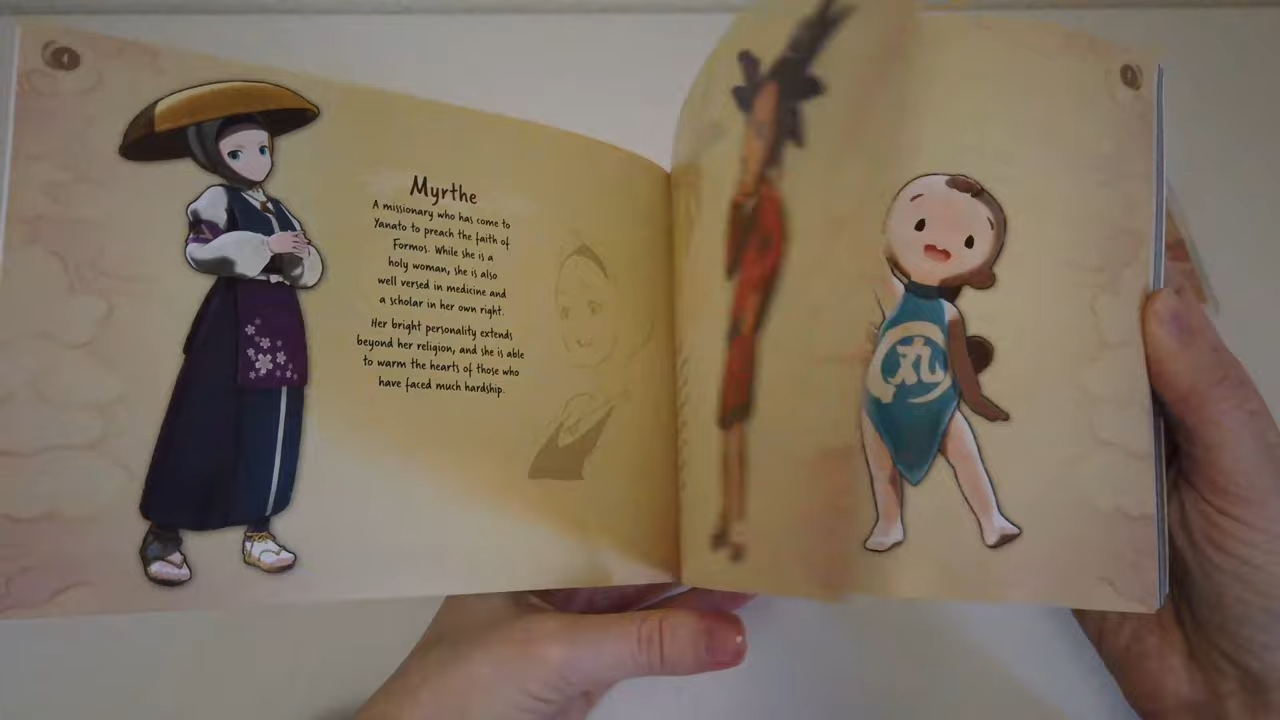 Myrthe
A missionary who has come to
Yanato to preach the faith of
Formos. While she is a
holy woman, she is also
well versed in medicine and
a scholar in her own right.
Her bright personality extends
beyond her religion, and she is able
to warm the hearts of those who
have faced much hardship.
丸